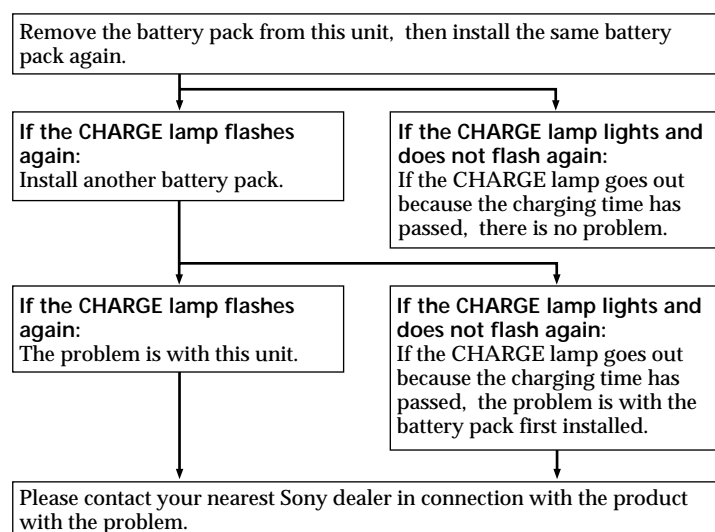 Remove the battery pack from this unit, then install the same battery
pack again.
If the CHARGE lamp flashes
again:
Install another battery pack.
If the CHARGE lamp lights and
does not flash again:
If the CHARGE lamp goes out
because the charging time has
passed, there is no problem.
If the CHARGE lamp flashes
again:
The problem is with this unit.
If the CHARGE lamp lights and
does not flash again:
If the CHARGE lamp goes out
because the charging time has
passed, the problem is with the
battery pack first installed.
Please contact your nearest Sony dealer in connection with the product
with the problem.